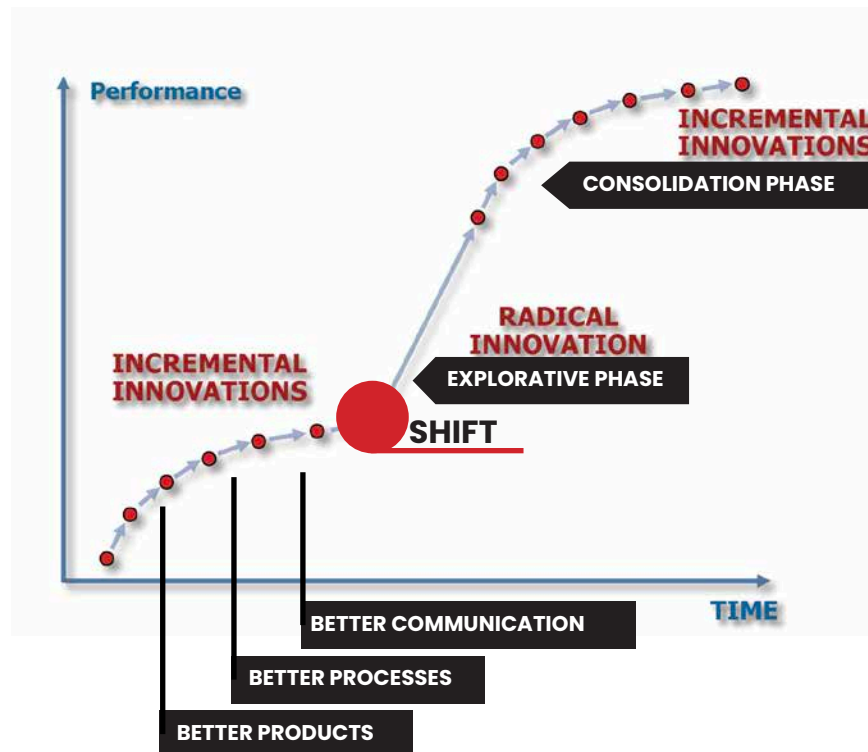 Performance
INCREMENTAL
INNOVATIONS
CONSOLIDATION PHASE
RADICAL
INNOVATION
EXPLORATIVE PHASE
INCREMENTAL
INNOVATIONS
SHIFT
TIME
BETTER COMMUNICATION
BETTER PROCESSES
BETTER PRODUCTS